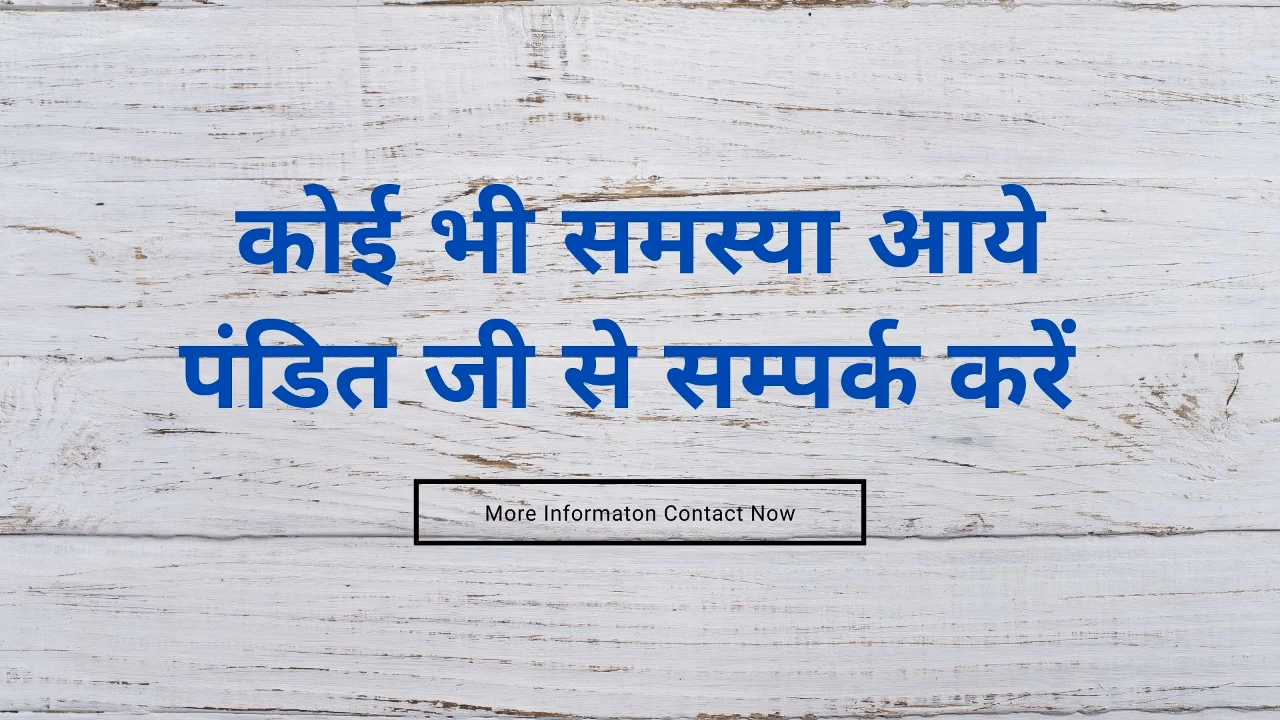 कोई भी समस्या आये
पंडित जी से सम्पर्क करें
More Informaton Contact Now